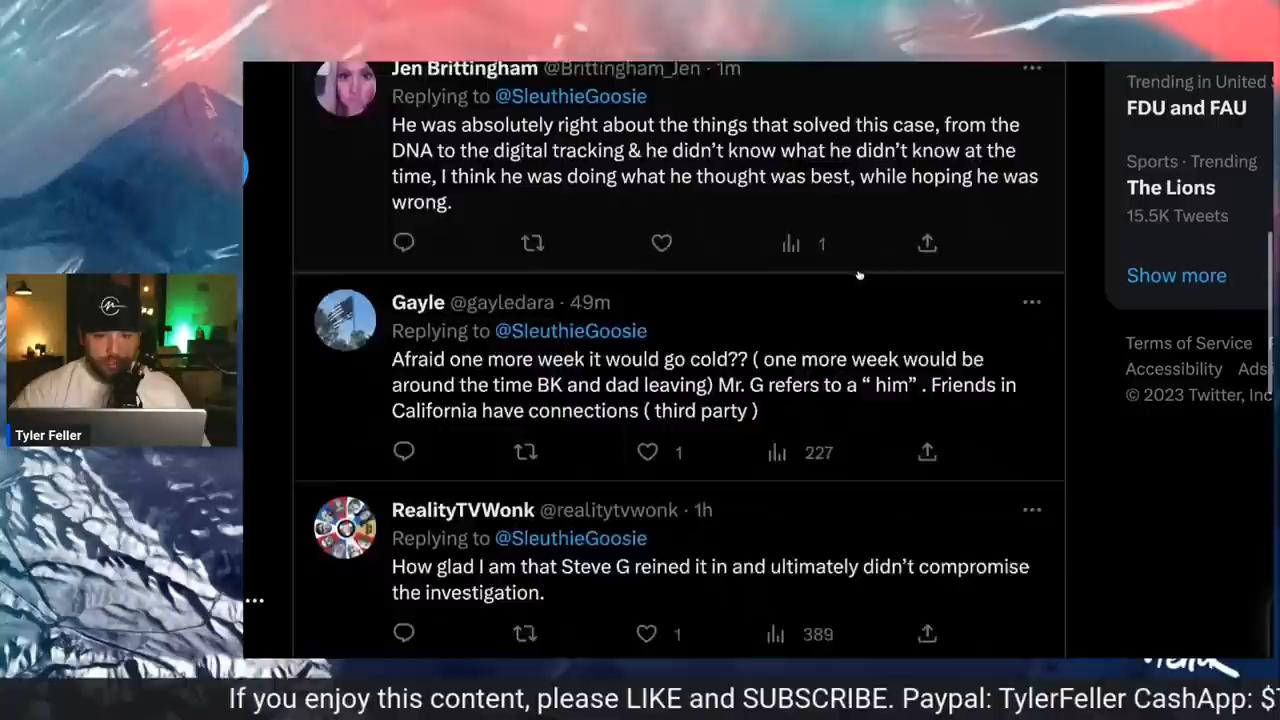 Jen Brittingham @Brittingham_Jen · 1m
Replying to @SleuthieGoosie
He was absolutely right about the things that solved this case, from the
DNA to the digital tracking & he didn’t know what he didn’t know at the
time, I think he was doing what he thought was best, while hoping he was
wrong.
1
Gayle @gayledara · 49m
Replying to @SleuthieGoosie
Afraid one more week it would go cold?? ( one more week would be
around the time BK and dad leaving) Mr. G refers to a “ him” . Friends in
California have connections ( third party )
1 227
RealityTVWonk @realitytvwonk · 1h
Replying to @SleuthieGoosie
How glad I am that Steve G reined it in and ultimately didn’t compromise
the investigation.
1 389
Trending in United
FDU and FAU
Sports · Trending
The Lions
15.5K Tweets
Show more
Terms of Service
Accessibility Ads
© 2023 Twitter, Inc
Tyler Feller
If you enjoy this content, please LIKE and SUBSCRIBE. Paypal: TylerFeller CashApp: $